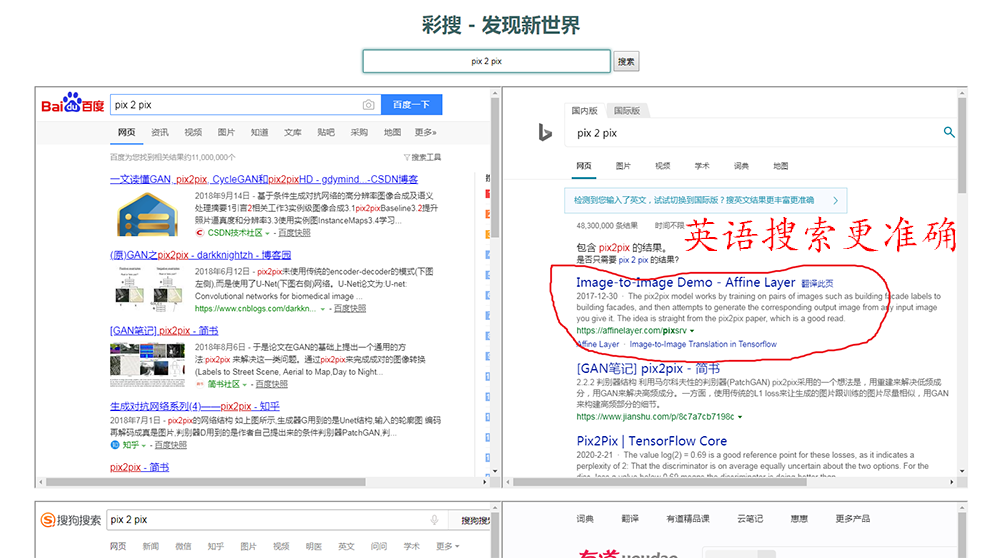 彩搜 - 发现新世界
pix 2 pix
搜索
Bai du 百度
pix 2 pix
百度一下
网页 资讯 视频 图片 知道 文库 贴吧 采购 地图 更多»
百度为您找到相关结果约11,000,000个
搜索工具
一文读懂GAN, pix2pix, CycleGAN和pix2pixHD - gdymind...-CSDN博客
2018年9月14日 - 基于条件生成对抗网络的高分辨率图像合成及语义
处理摘要1引言2相关工作3实例级图像合成3.1pix2pixBaseline3.2提升
照片逼真度和分辨率3.3使用实例图InstanceMaps3.4学习...
CSDN技术社区 - 百度快照
(原)GAN之pix2pix - darkknightzh - 博客园
2018年6月12日 - pix2pix未使用传统的encoder-decoder的模式(下图
左侧),而是使用了U-Net(下图右侧)网络。U-Net论文为:U-net:
Convolutional networks for biomedical image ...
https://www.cnblogs.com/darkkn... - 百度快照
[GAN笔记] pix2pix - 简书
2018年8月6日 - 于是论文在GAN的基础上提出一个通用的方
法:pix2pix 来解决这一类问题。通过pix2pix来完成成对的图像转换
(Labels to Street Scene, Aerial to Map,Day to Night...
简书社区 - 百度快照
生成对抗网络系列(4)——pix2pix - 知乎
2018年7月1日 - pix2pix的网络结构 如上图所示,生成器G用到的是Unet结构,输入的轮廓图 编码
再解码成真是图片,判别器D用到的是作者自己提出来的条件判别器PatchGAN,判...
知乎 - 百度快照
pix2pix - 简书
国内版 国际版
pix 2 pix
网页 图片 视频 学术 词典 地图
检测到您输入了英文，试试切换到国际版？搜英文结果更丰富更准确
48,300,000 条结果 时间不限
英语搜索更准确
包含 pix2pix 的结果。
是否只需要 pix 2 pix 的结果?
Image-to-Image Demo - Affine Layer 翻译此页
2017-12-30 · The pix2pix model works by training on pairs of images such as building facade labels to
building facades, and then attempts to generate the corresponding output image from any input image
you give it. The idea is straight from the pix2pix paper, which is a good read.
https://affinelayer.com/pixsrv
Affine Layer · Image-to-Image Translation in Tensorflow
[GAN笔记] pix2pix - 简书
2.2.2 判别器结构 利用马尔科夫性的判别器(PatchGAN) pix2pix采用的一个想法是，用重建来解决低频成
分，用GAN来解决高频成分。一方面，使用传统的L1 loss来让生成的图片跟训练的图片尽量相似，用GAN
来构建高频部分的细节。
https://www.jianshu.com/p/8c7a7cb7198c
Pix2Pix | TensorFlow Core
2020-2-21 · The value log(2) = 0.69 is a good reference point for these losses, as it indicates a
perplexity of 2: That the discriminator is on average equally uncertain about the two options. For the
disc_loss a value below 0.69 means the discriminator is doing better than
搜狗搜索
pix 2 pix
网页 新闻 微信 知乎 图片 视频 明医 英文 问问 学术 更多
词典 翻译 有道精品课 云笔记 惠惠 更多产品
有道 youdao